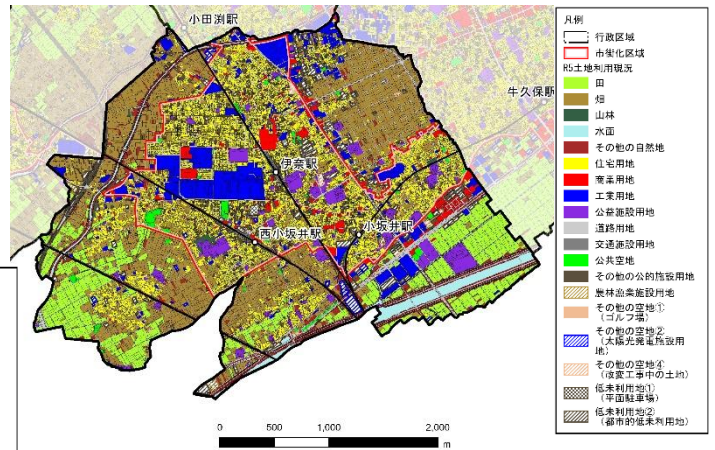 小田渕駅
牛久保駅
伊奈駅
西小坂井駅
小坂井駅
0 500 1,000 2,000
m
凡例
行政区域
市街化区域
R5土地利用現況
田
畑
山林
水面
その他の自然地
住宅用地
商業用地
工業用地
公益施設用地
道路用地
交通施設用地
公共空地
その他の公的施設用地
農林漁業施設用地
その他の空地①
（ゴルフ場）
その他の空地②
（太陽光発電施設用
地）
その他の空地④
（改変工事中の土地）
低未利用地①
（平面駐車場）
低未利用地②
（都市的低未利用地）